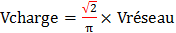 Vcharge = √2/π × Vréseau